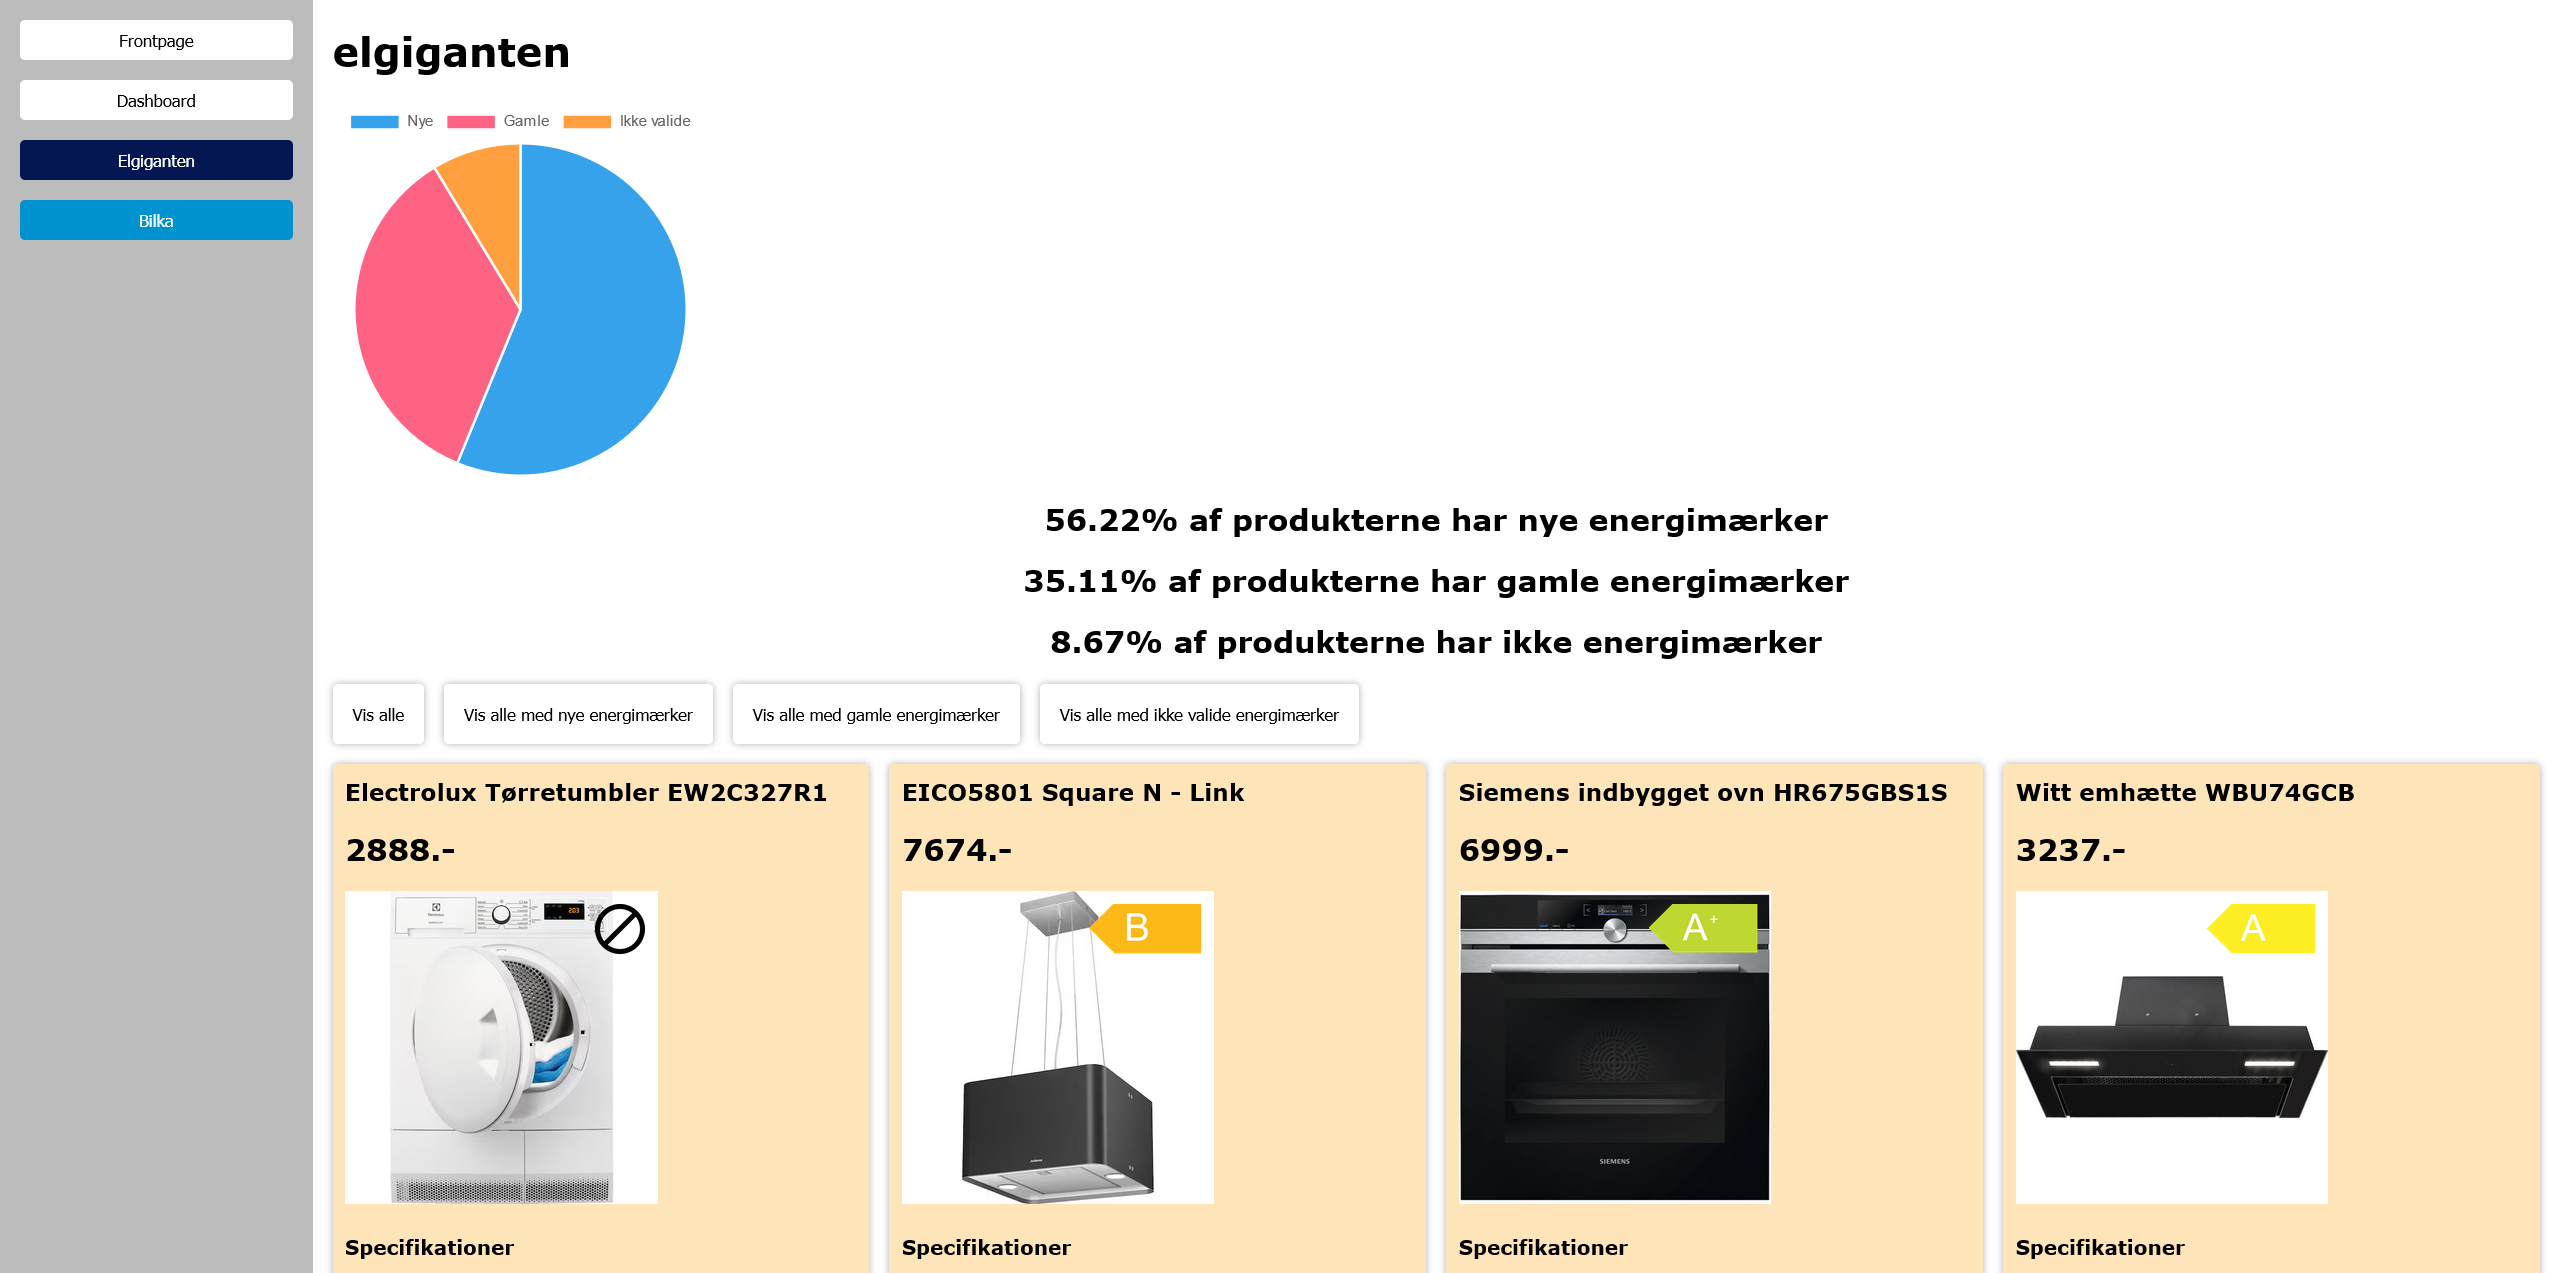 Frontpage
Dashboard
Elgiganten
Bilka
elgiganten
Nye Gamle Ikke valide
56.22% af produkterne har nye energimærker
35.11% af produkterne har gamle energimærker
8.67% af produkterne har ikke energimærker
Vis alle
Vis alle med nye energimærker
Vis alle med gamle energimærker
Vis alle med ikke valide energimærker
Electrolux Tørretumbler EW2C327R1
2888.-
Specifikationer
EICO5801 Square N - Link
7674.-
B
Specifikationer
Siemens indbygget ovn HR675GBS1S
6999.-
A+
SIEMENS
Specifikationer
Witt emhætte WBU74GCB
3237.-
A
Specifikationer